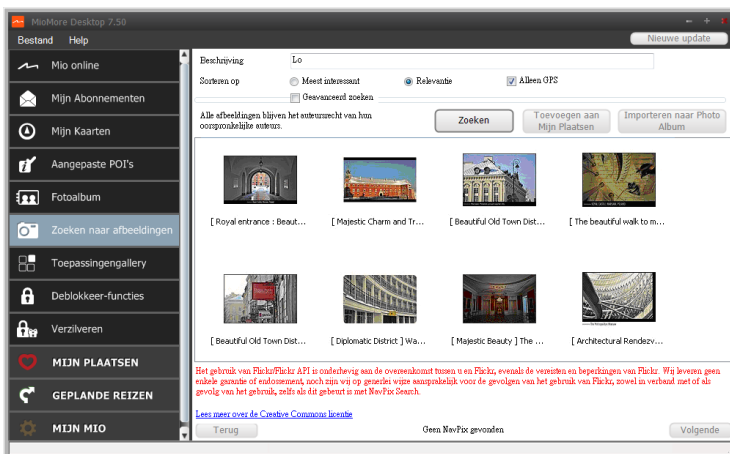 MioMore Desktop 7.50
Bestand Help
Nieuwe update
Mio online
Mijn Abonnementen
Mijn Kaarten
Aangepaste POI's
Fotoalbum
Zoeken naar afbeeldingen
Toepassingengallery
Deblokkeer-functies
Verzilveren
MIJN PLAATSEN
GEPLANDE REIZEN
MIJN MIO
Beschrijving Lo
Sorteren op Meest interessant Relevantie Alleen GPS
Geavanceerd zoeken
Alle afbeeldingen blijven het auteursrecht van hun
oorspronkelijke auteurs.
Zoeken
Toevoegen aan
Mijn Plaatsen
Importeren naar Photo
Album
[ Royal entrance : Beaut... [ Majestic Charm and Tr... [ Beautiful Old Town Dist... [ The beautiful walk to m...
[ Beautiful Old Town Dist... [ Diplomatic District ] Wa... [ Majestic Beauty ] The ... [ Architectural Rendezv...
Het gebruik van Flickr/Flickr API is onderhevig aan de overeenkomst tussen u en Flickr, evenals de vereisten en beperkingen van Flickr. Wij leveren geen
enkele garantie of endorsement, noch zijn wij op generlei wijze aansprakelijk voor de gevolgen van het gebruik van Flickr, zowel in verband met of als
gevolg van het gebruik, zelfs als dit gebeurt is met NavPix Search.
Lees meer over de Creative Commons licentie
Terug Geen NavPix gevonden Volgende